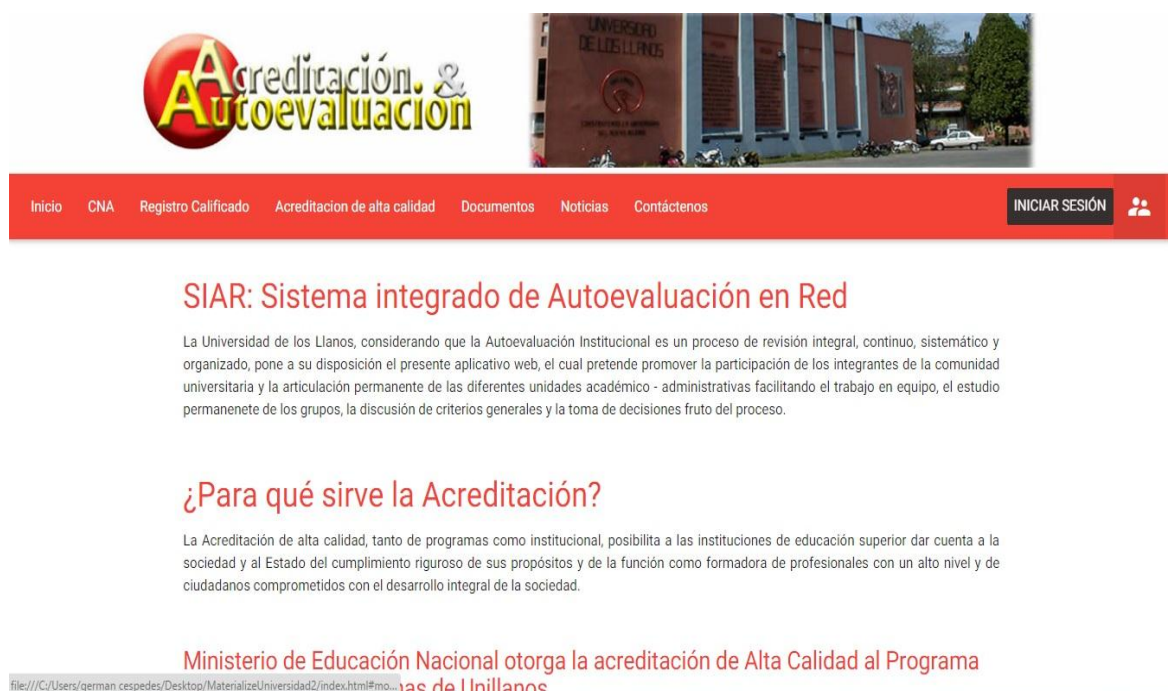 Acreditación. &
Autoevaluación
UNIVERSIDAD
DE LOS LLANOS
Inicio CNA Registro Calificado Acreditacion de alta calidad Documentos Noticias Contáctenos INICIAR SESIÓN
SIAR: Sistema integrado de Autoevaluación en Red
La Universidad de los Llanos, considerando que la Autoevaluación Institucional es un proceso de revisión integral, continuo, sistemático y
organizado, pone a su disposición el presente aplicativo web, el cual pretende promover la participación de los integrantes de la comunidad
universitaria y la articulación permanente de las diferentes unidades académico - administrativas facilitando el trabajo en equipo, el estudio
permanenete de los grupos, la discusión de criterios generales y la toma de decisiones fruto del proceso.
¿Para qué sirve la Acreditación?
La Acreditación de alta calidad, tanto de programas como institucional, posibilita a las instituciones de educación superior dar cuenta a la
sociedad y al Estado del cumplimiento riguroso de sus propósitos y de la función como formadora de profesionales con un alto nivel y de
ciudadanos comprometidos con el desarrollo integral de la sociedad.
Ministerio de Educación Nacional otorga la acreditación de Alta Calidad al Programa
de Unillanos
file:///C:/Users/german cespedes/Desktop/MaterializeUniversidad2/index.html#mo...